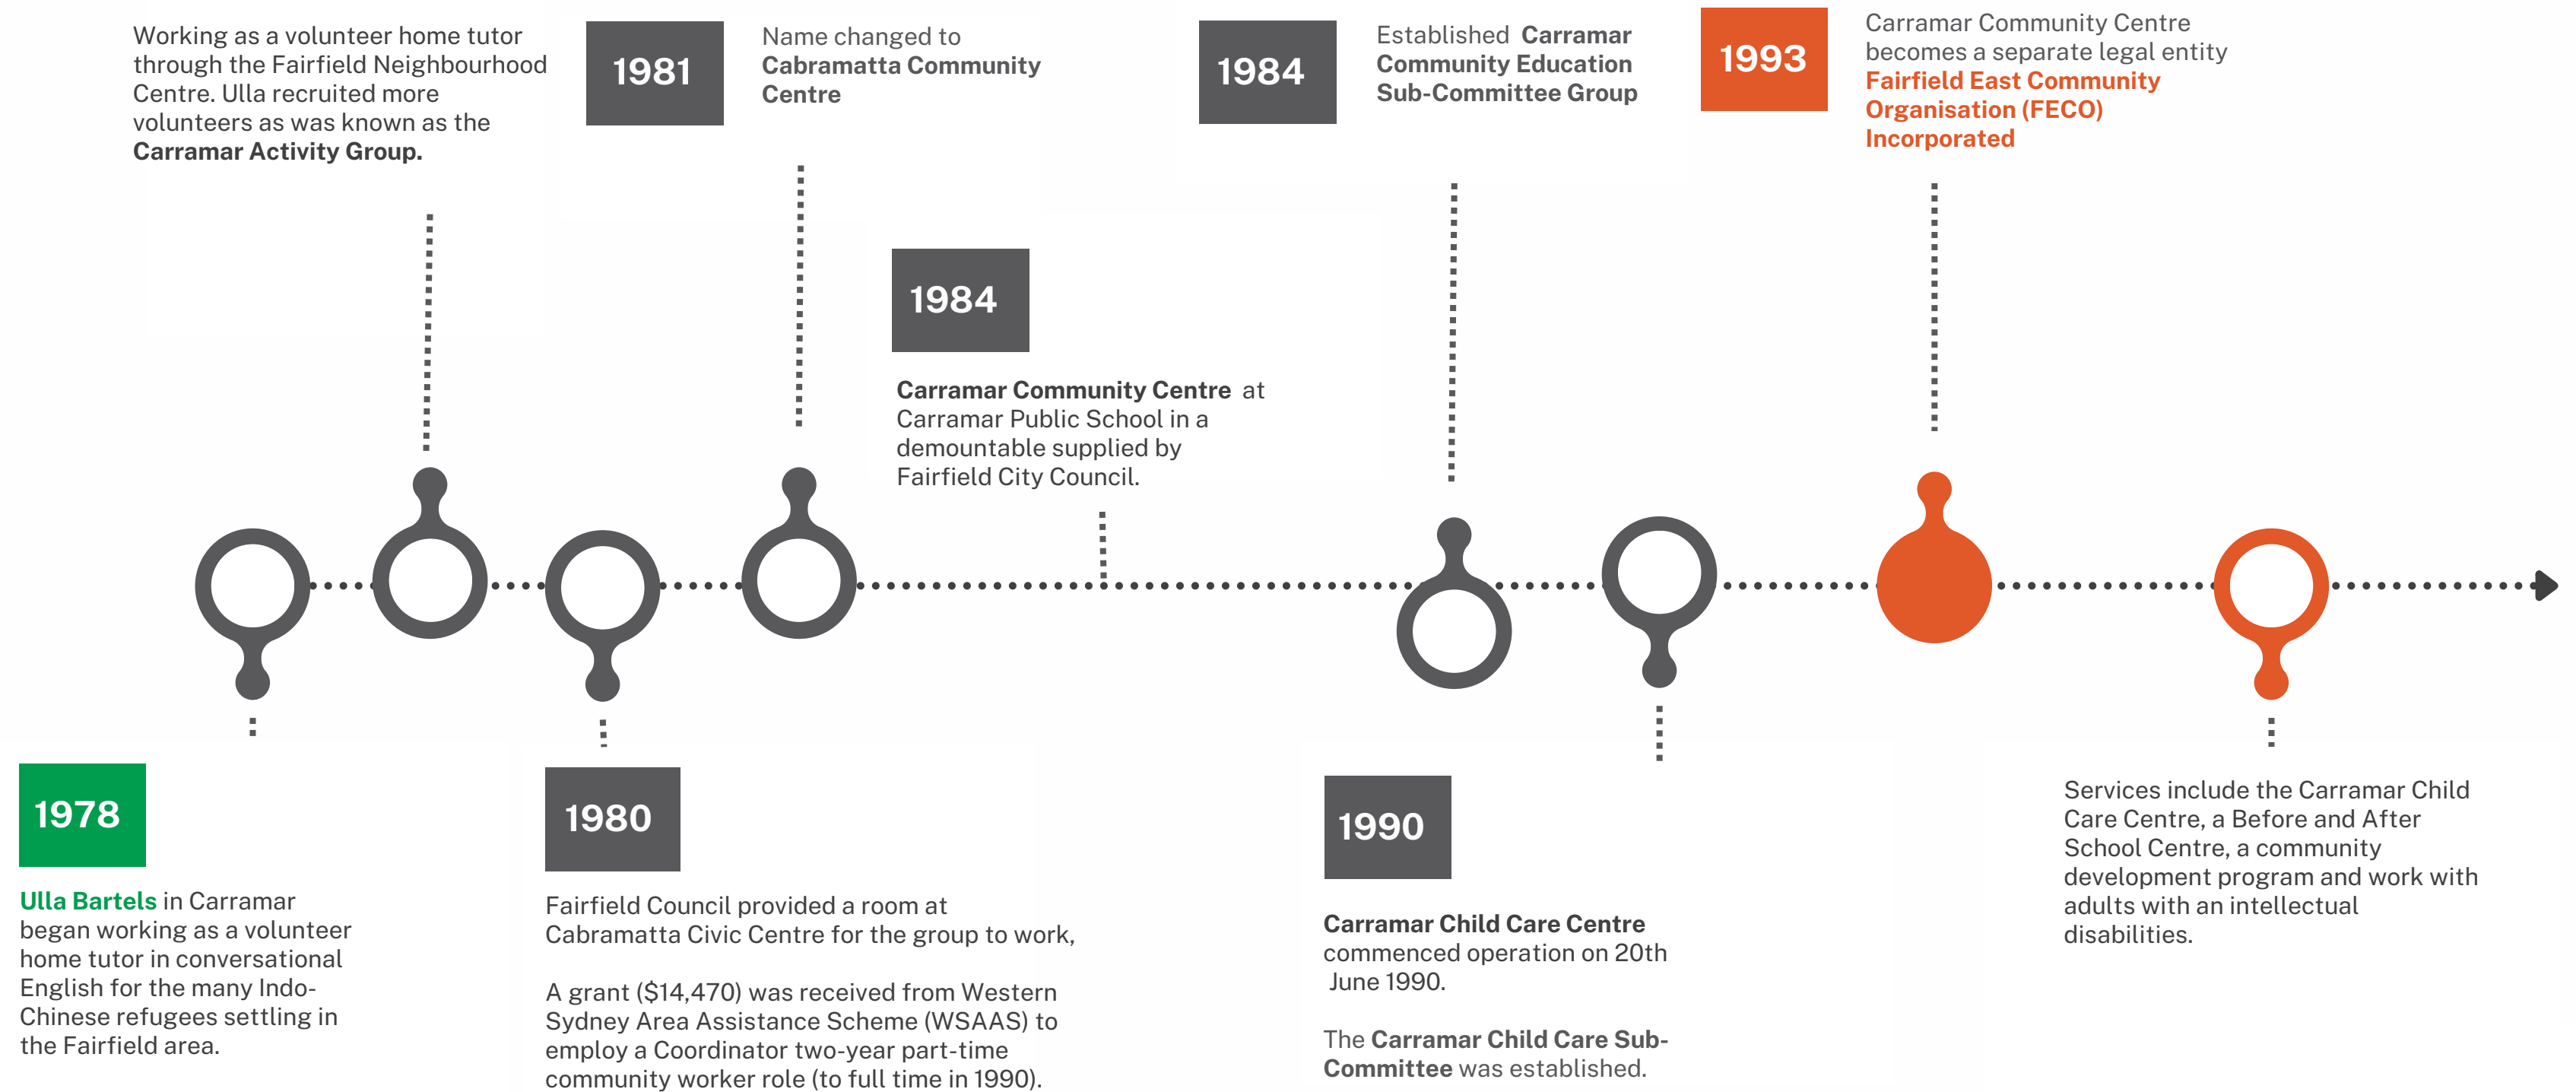 Working as a volunteer home tutor
through the Fairfield Neighbourhood
Centre. Ulla recruited more
volunteers as was known as the
Carramar Activity Group.
1981
Name changed to
Cabramatta Community
Centre
1984
Established Carramar
Community Education
Sub-Committee Group
1993
Carramar Community Centre
becomes a separate legal entity
Fairfield East Community
Organisation (FECO)
Incorporated
1984
Carramar Community Centre at
Carramar Public School in a
demountable supplied by
Fairfield City Council.
1978
Ulla Bartels in Carramar
began working as a volunteer
home tutor in conversational
English for the many Indo-
Chinese refugees settling in
the Fairfield area.
1980
Fairfield Council provided a room at
Cabramatta Civic Centre for the group to work,
A grant ($14,470) was received from Western
Sydney Area Assistance Scheme (WSAAS) to
employ a Coordinator two-year part-time
community worker role (to full time in 1990).
1990
Carramar Child Care Centre
commenced operation on 20th
June 1990.
The Carramar Child Care Sub-
Committee was established.
Services include the Carramar Child
Care Centre, a Before and After
School Centre, a community
development program and work with
adults with an intellectual
disabilities.